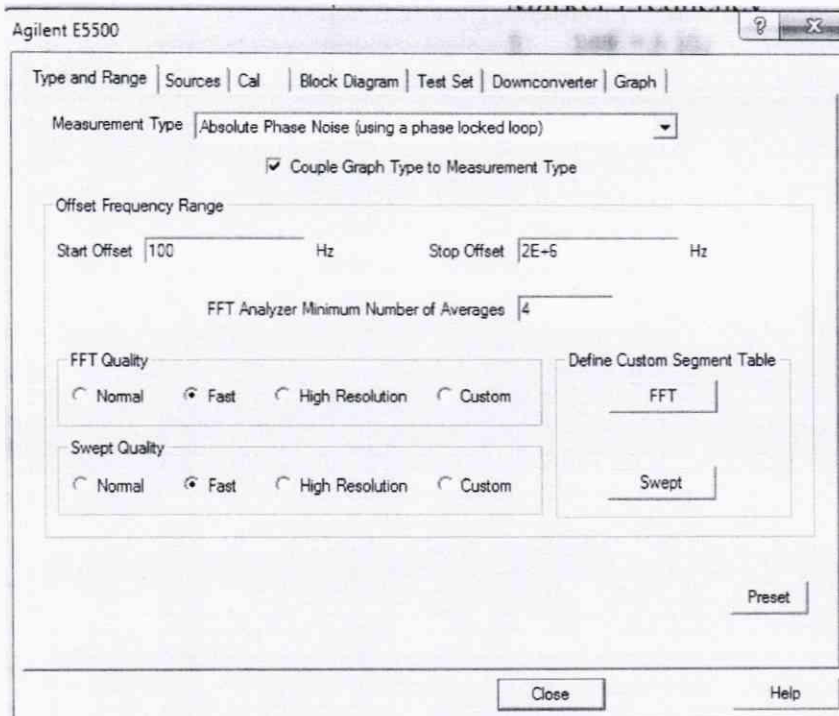 Agilent E5500
Type and Range Sources Cal Block Diagram Test Set Downconverter Graph
Measurement Type Absolute Phase Noise (using a phase locked loop)
Couple Graph Type to Measurement Type
Offset Frequency Range
Start Offset 100 Hz Stop Offset 2E+6 Hz
FFT Analyzer Minimum Number of Averages 4
FFT Quality
Normal Fast High Resolution Custom
Define Custom Segment Table
FFT
Swept Quality
Normal Fast High Resolution Custom
Swept
Preset
Close Help